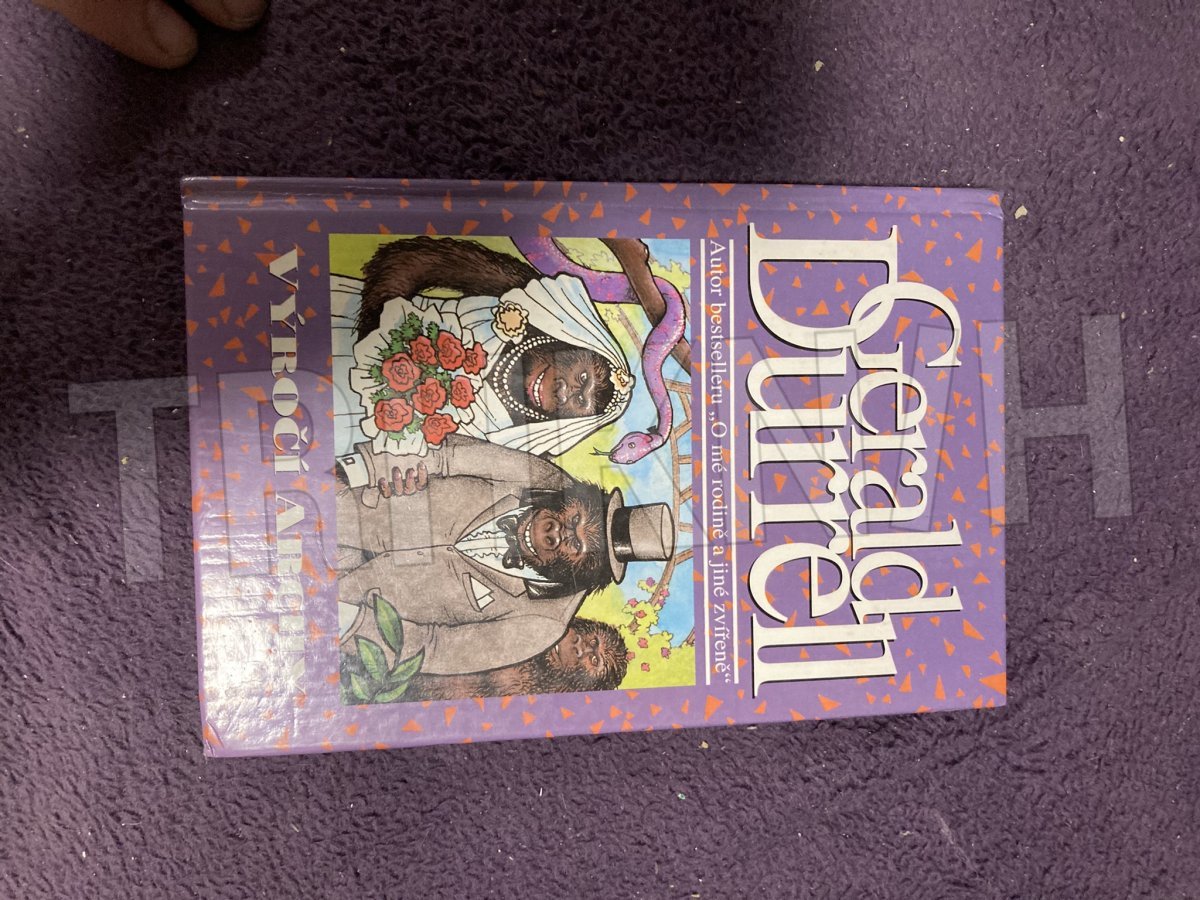 Gerald
Durrell
Autor bestselleru „O mé rodině a jiné zvířeně“
VÝROČÍ ARCHY